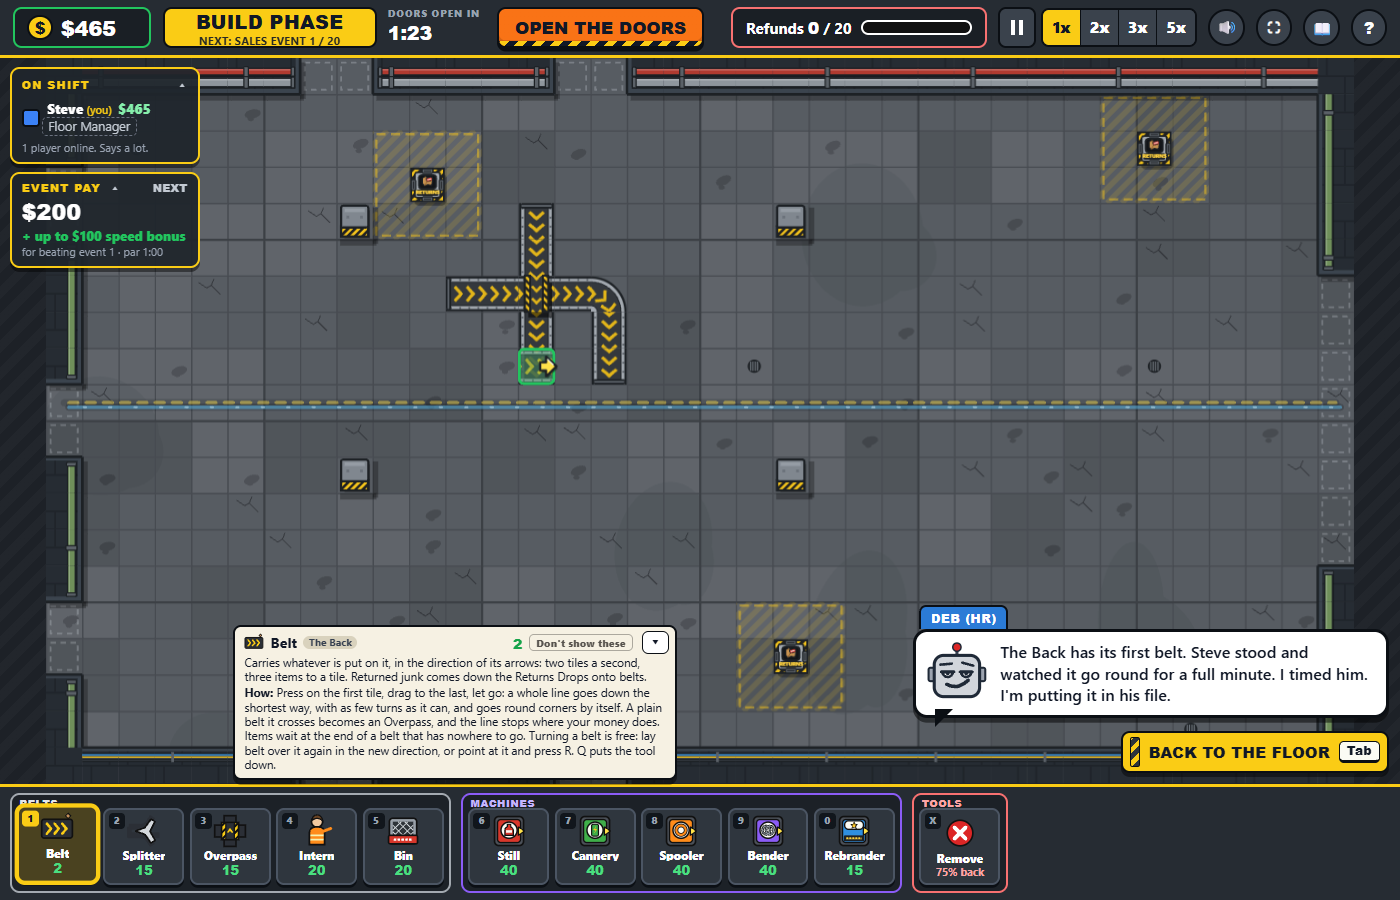 $465
BUILD PHASE
NEXT: SALES EVENT 1 / 20
DOORS OPEN IN
1:23
OPEN THE DOORS
Refunds 0 / 20
1x
2x
3x
5x
?
ON SHIFT
Steve (you) $465
Floor Manager
1 player online. Says a lot.
EVENT PAY
NEXT
$200
+ up to $100 speed bonus
for beating event 1 · par 1:00
RETURNS
RETURNS
RETURNS
Belt
The Back
2
Don't show these
Carries whatever is put on it, in the direction of its arrows: two tiles a second,
three items to a tile. Returned junk comes down the Returns Drops onto belts.
How: Press on the first tile, drag to the last, let go: a whole line goes down the
shortest way, with as few turns as it can, and goes round corners by itself. A plain
belt it crosses becomes an Overpass, and the line stops where your money does.
Items wait at the end of a belt that has nowhere to go. Turning a belt is free: lay
belt over it again in the new direction, or point at it and press R. Q puts the tool
down.
DEB (HR)
The Back has its first belt. Steve stood and
watched it go round for a full minute. I timed him.
I'm putting it in his file.
BACK TO THE FLOOR
Tab
BELTS
1
Belt
2
2
Splitter
15
3
Overpass
15
4
Intern
20
5
Bin
20
MACHINES
6
Still
40
7
Cannery
40
8
Spooler
40
9
Bender
40
0
Rebrander
15
TOOLS
X
Remove
75% back